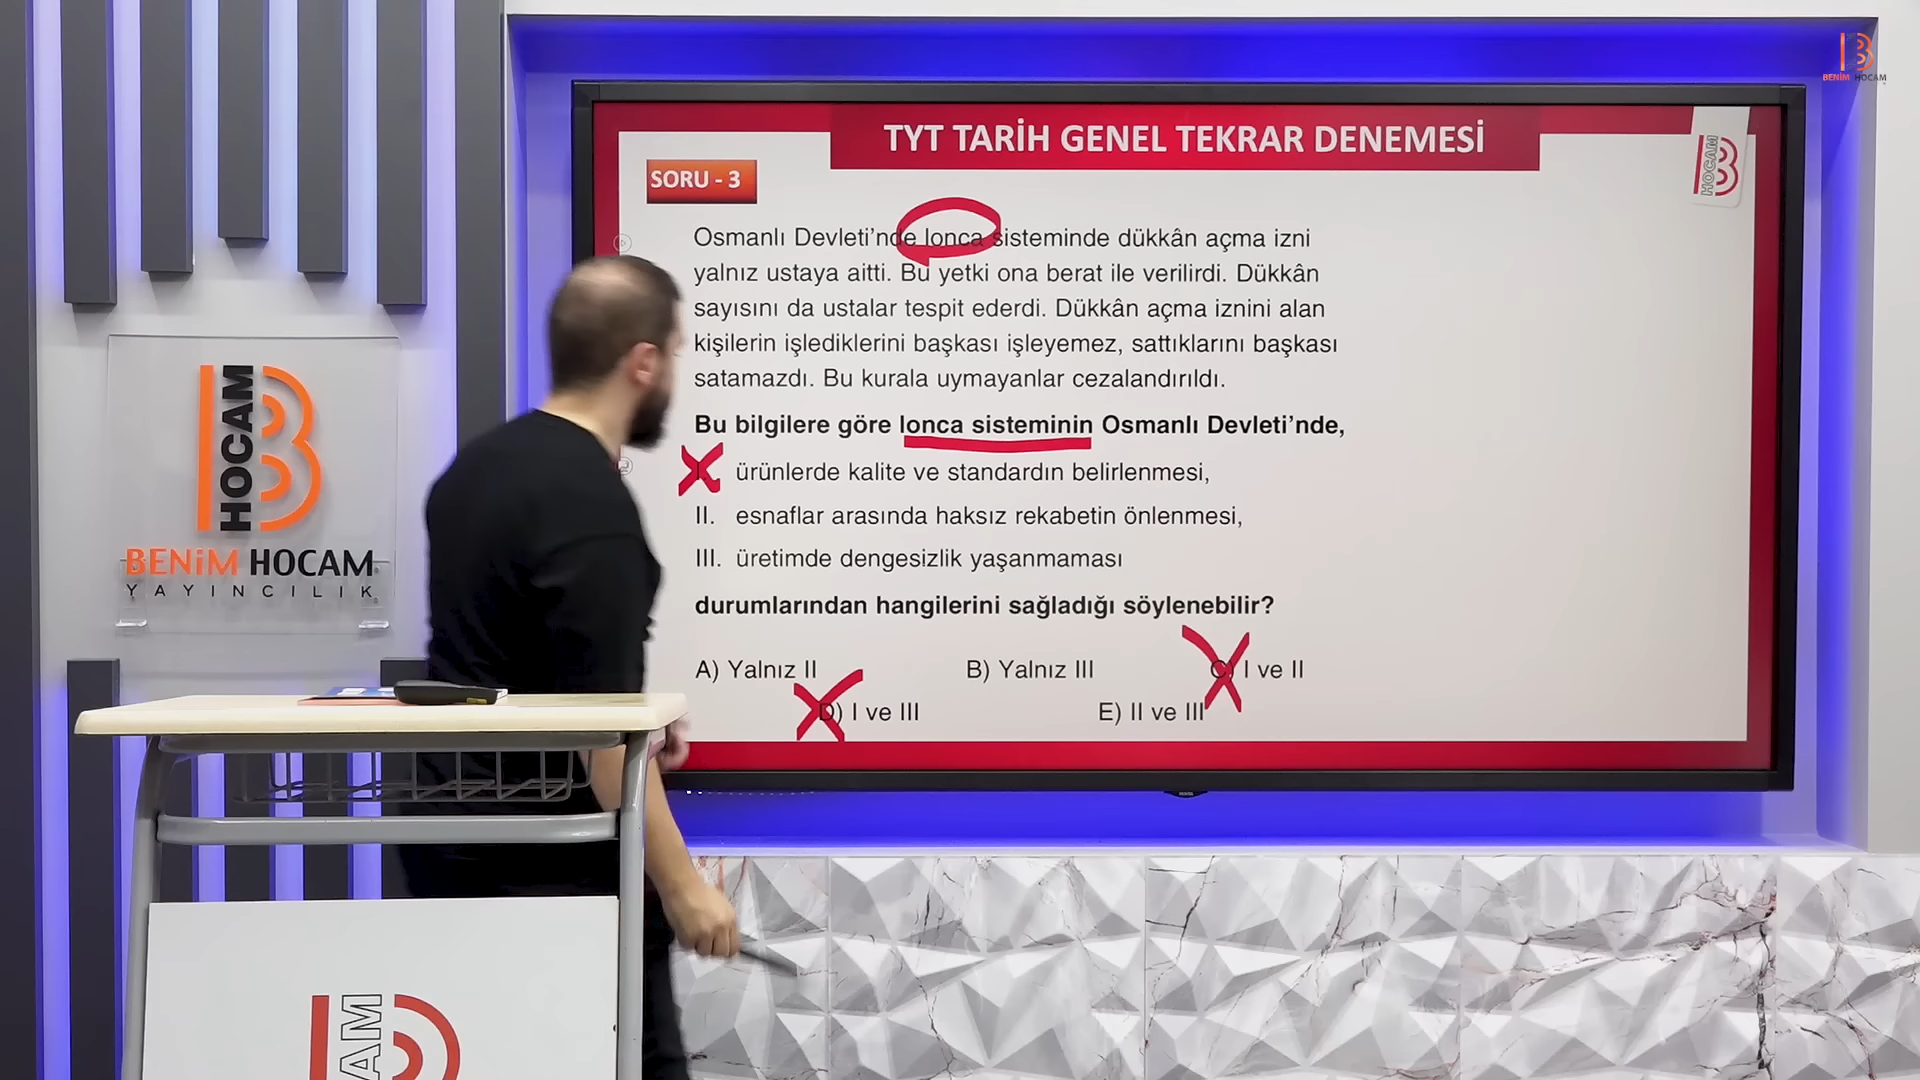 BENİM HOCAM
TYT TARİH GENEL TEKRAR DENEMESİ
HOCAM
SORU - 3
Osmanlı Devleti’nde lonca sisteminde dükkân açma izni
yalnız ustaya aitti. Bu yetki ona berat ile verilirdi. Dükkân
sayısını da ustalar tespit ederdi. Dükkân açma iznini alan
kişilerin işlediklerini başkası işleyemez, sattıklarını başkası
satamazdı. Bu kurala uymayanlar cezalandırıldı.
Bu bilgilere göre lonca sisteminin Osmanlı Devleti’nde,
ürünlerde kalite ve standardın belirlenmesi,
II. esnaflar arasında haksız rekabetin önlenmesi,
III. üretimde dengesizlik yaşanmaması
durumlarından hangilerini sağladığı söylenebilir?
A) Yalnız II B) Yalnız III C) I ve II
D) I ve III E) II ve III
HOCAM
BENİM HOCAM
YAYINCILIK
AM